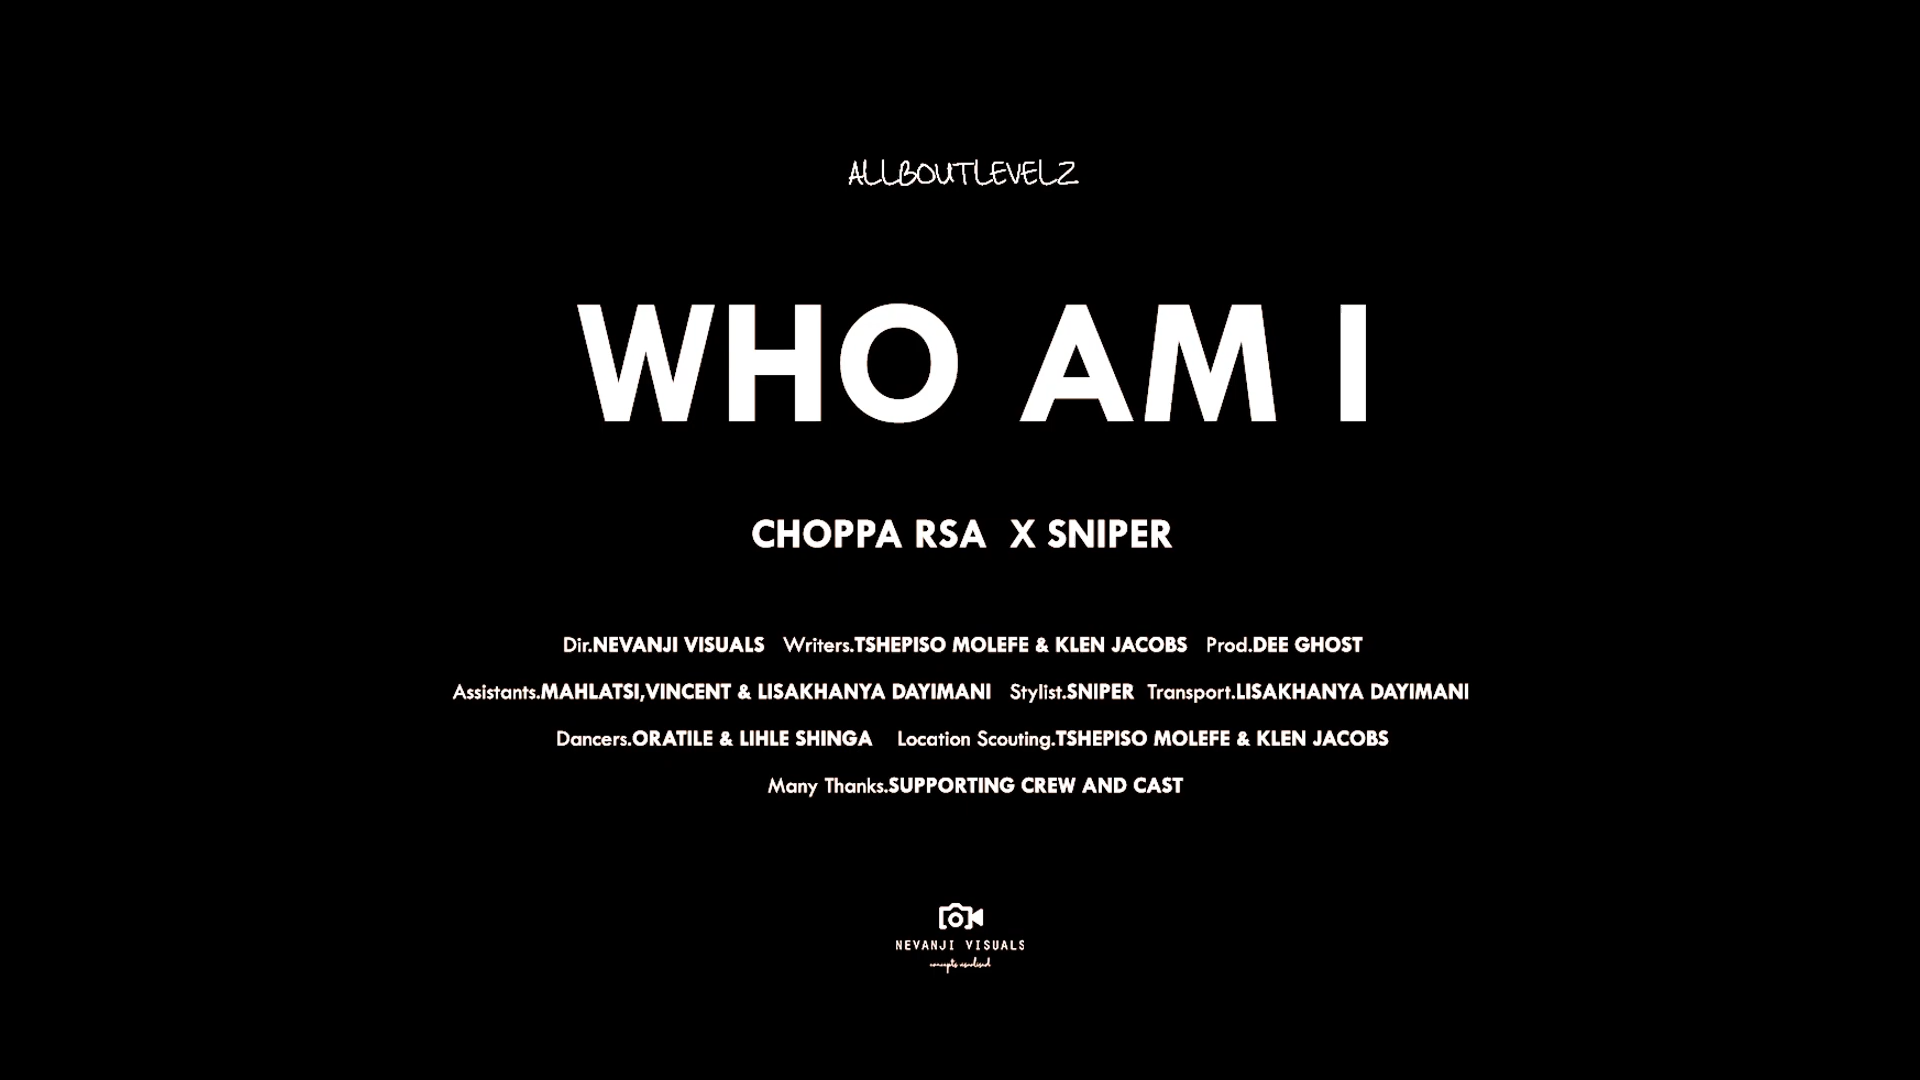 ALLBOUTLEVELZ
WHO AM I
CHOPPA RSA X SNIPER
Dir.NEVANJI VISUALS Writers.TSHEPISO MOLEFE & KLEN JACOBS Prod.DEE GHOST
Assistants.MAHLATSI,VINCENT & LISAKHANYA DAYIMANI Stylist.SNIPER Transport.LISAKHANYA DAYIMANI
Dancers.ORATILE & LIHLE SHINGA Location Scouting.TSHEPISO MOLEFE & KLEN JACOBS
Many Thanks.SUPPORTING CREW AND CAST
NEVANJI VISUALS